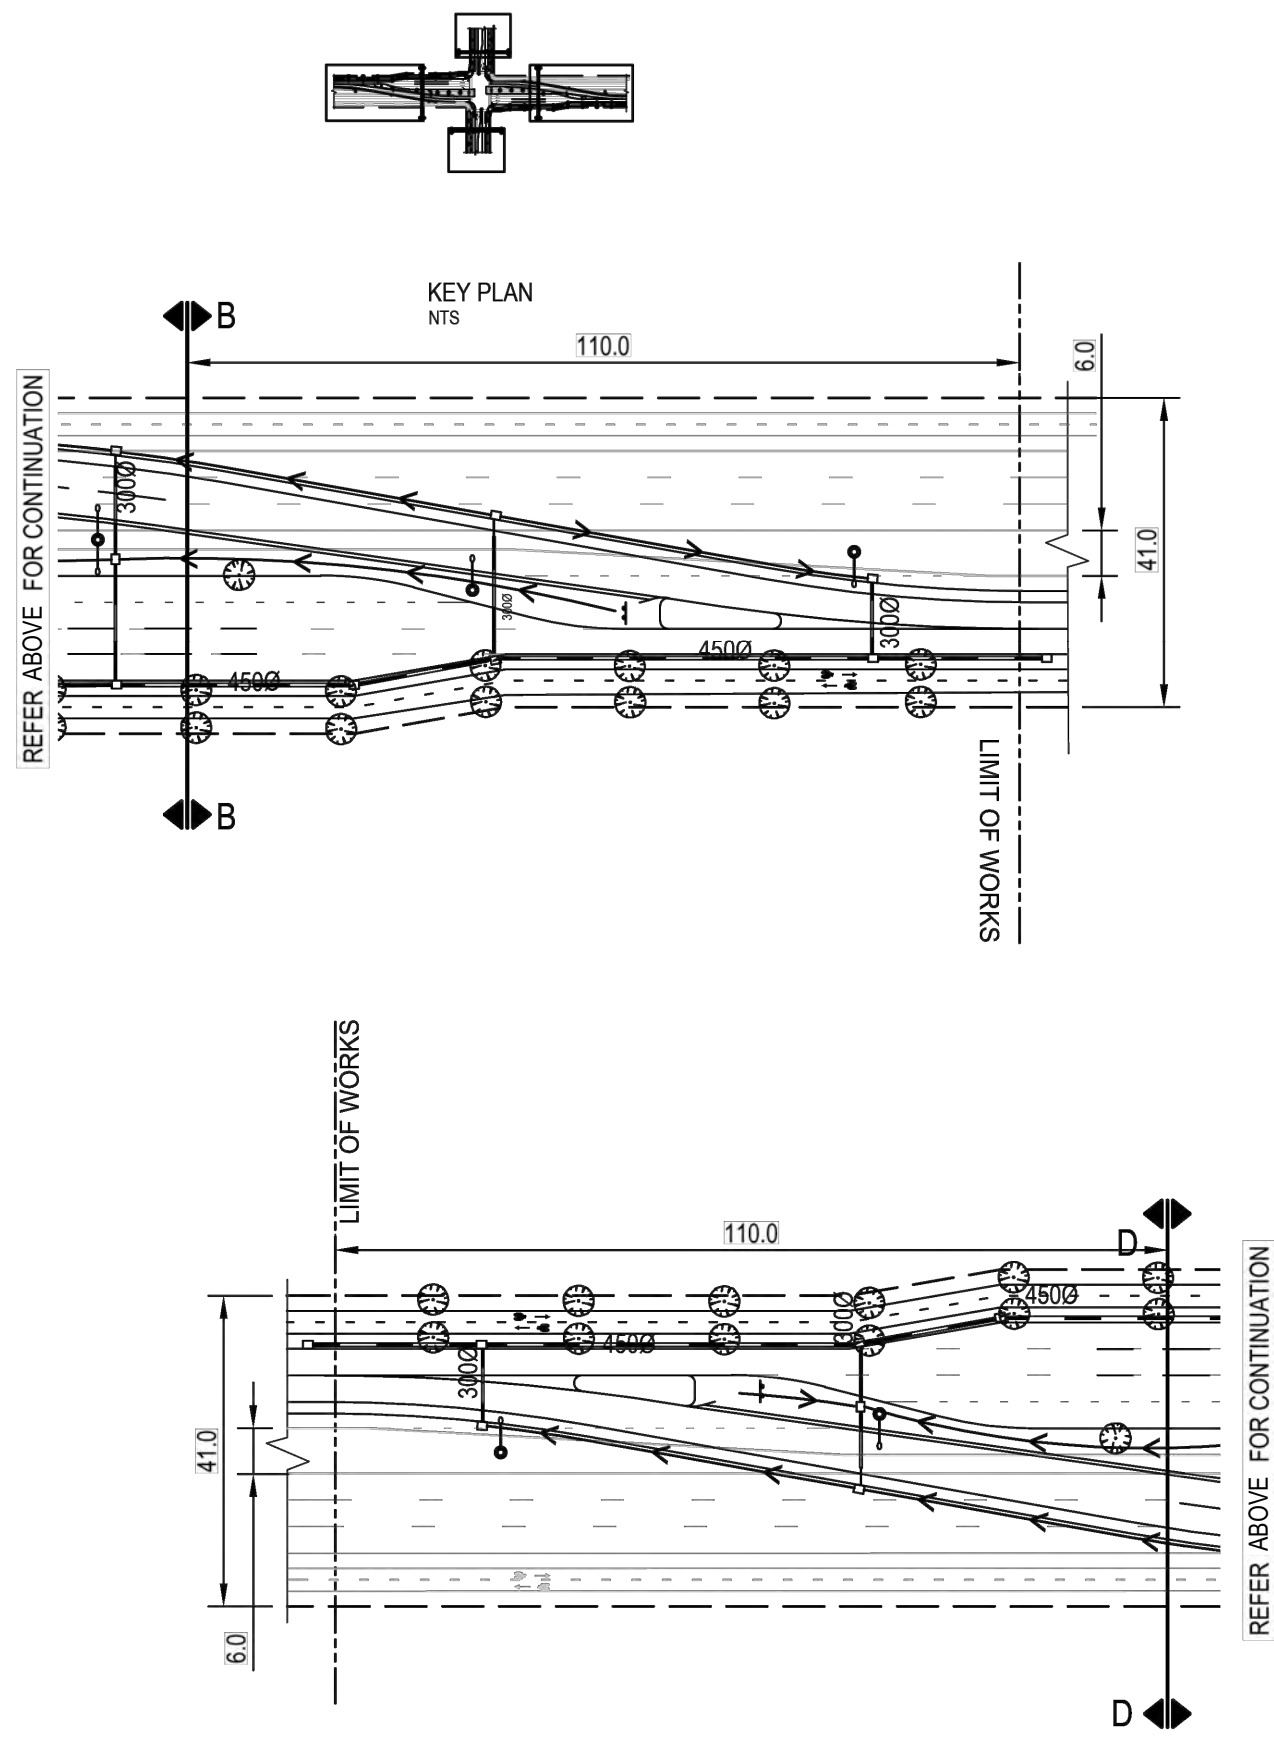 KEY PLAN
NTS
B
110.0
6.0
REFER ABOVE FOR CONTINUATION
300Ø
41.0
300Ø
300Ø
450Ø
450Ø
B
LIMIT OF WORKS
LIMIT OF WORKS
110.0
D
450Ø
300Ø
450Ø
300Ø
41.0
REFER ABOVE FOR CONTINUATION
6.0
D